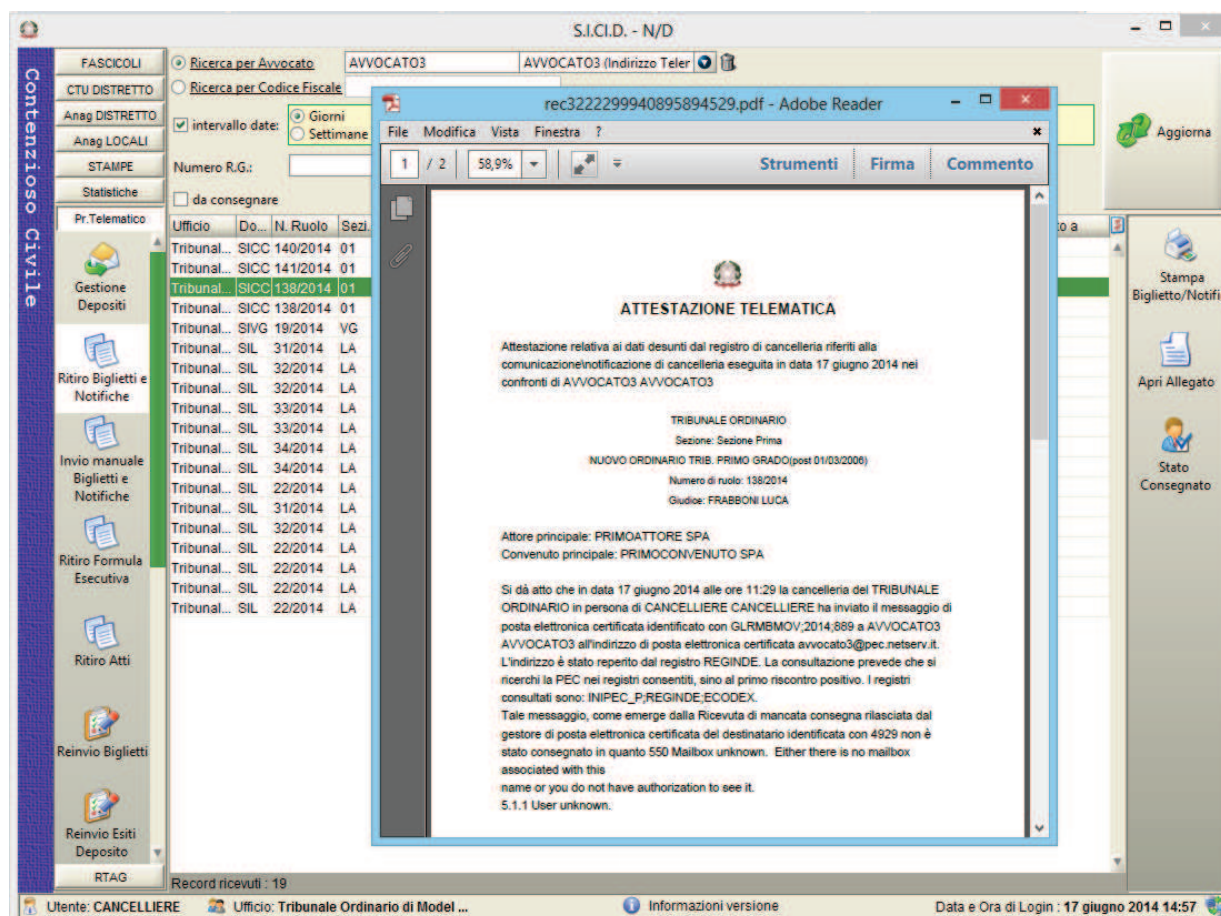 S.I.CI.D. - N/D
Contenzioso Civile
FASCICOLI
CTU DISTRETTO
Anag DISTRETTO
Anag LOCALI
STAMPE
Statistiche
Pr.Telematico
Gestione
Depositi
Ritiro Biglietti e
Notifiche
Invio manuale
Biglietti e
Notifiche
Ritiro Formula
Esecutiva
Ritiro Atti
Reinvio Biglietti
Reinvio Esiti
Deposito
RTAG
Ricerca per Avvocato AVVOCATO3 AVVOCATO3 (Indirizzo Teler
Ricerca per Codice Fiscale
intervallo date: Giorni
Settimane
Numero R.G.:
da consegnare
Aggiorna
Ufficio Do... N. Ruolo Sezi. to a
Tribunal... SICC 140/2014 01
Tribunal... SICC 141/2014 01
Tribunal... SICC 138/2014 01
Tribunal... SICC 138/2014 01
Tribunal... SIVG 19/2014 VG
Tribunal... SIL 31/2014 LA
Tribunal... SIL 32/2014 LA
Tribunal... SIL 32/2014 LA
Tribunal... SIL 33/2014 LA
Tribunal... SIL 33/2014 LA
Tribunal... SIL 34/2014 LA
Tribunal... SIL 34/2014 LA
Tribunal... SIL 22/2014 LA
Tribunal... SIL 31/2014 LA
Tribunal... SIL 32/2014 LA
Tribunal... SIL 22/2014 LA
Tribunal... SIL 22/2014 LA
Tribunal... SIL 22/2014 LA
Tribunal... SIL 22/2014 LA
Record ricevuti : 19
rec3222299940895894529.pdf - Adobe Reader
File Modifica Vista Finestra ?
1 / 2 58,9% Strumenti Firma Commento
ATTESTAZIONE TELEMATICA
Attestazione relativa ai dati desunti dal registro di cancelleria riferiti alla
comunicazione\notificazione di cancelleria eseguita in data 17 giugno 2014 nei
confronti di AVVOCATO3 AVVOCATO3
TRIBUNALE ORDINARIO
Sezione: Sezione Prima
NUOVO ORDINARIO TRIB. PRIMO GRADO(post 01/03/2006)
Numero di ruolo: 138/2014
Giudice: FRABBONI LUCA
Attore principale: PRIMOATTORE SPA
Convenuto principale: PRIMOCONVENUTO SPA
Si dà atto che in data 17 giugno 2014 alle ore 11:29 la cancelleria del TRIBUNALE
ORDINARIO in persona di CANCELLIERE CANCELLIERE ha inviato il messaggio di
posta elettronica certificata identificato con GLRMBMOV;2014;889 a AVVOCATO3
AVVOCATO3 all'indirizzo di posta elettronica certificata avvocato3@pec.netserv.it.
L'indirizzo è stato reperito dal registro REGINDE. La consultazione prevede che si
ricerchi la PEC nei registri consentiti, sino al primo riscontro positivo. I registri
consultati sono: INIPEC_P;REGINDE;ECODEX.
Tale messaggio, come emerge dalla Ricevuta di mancata consegna rilasciata dal
gestore di posta elettronica certificata del destinatario identificata con 4929 non è
stato consegnato in quanto 550 Mailbox unknown. Either there is no mailbox
associated with this
name or you do not have authorization to see it.
5.1.1 User unknown.
Stampa
Biglietto/Notifi
Apri Allegato
Stato
Consegnato
Utente: CANCELLIERE Ufficio: Tribunale Ordinario di Model ... Informazioni versione Data e Ora di Login : 17 giugno 2014 14:57